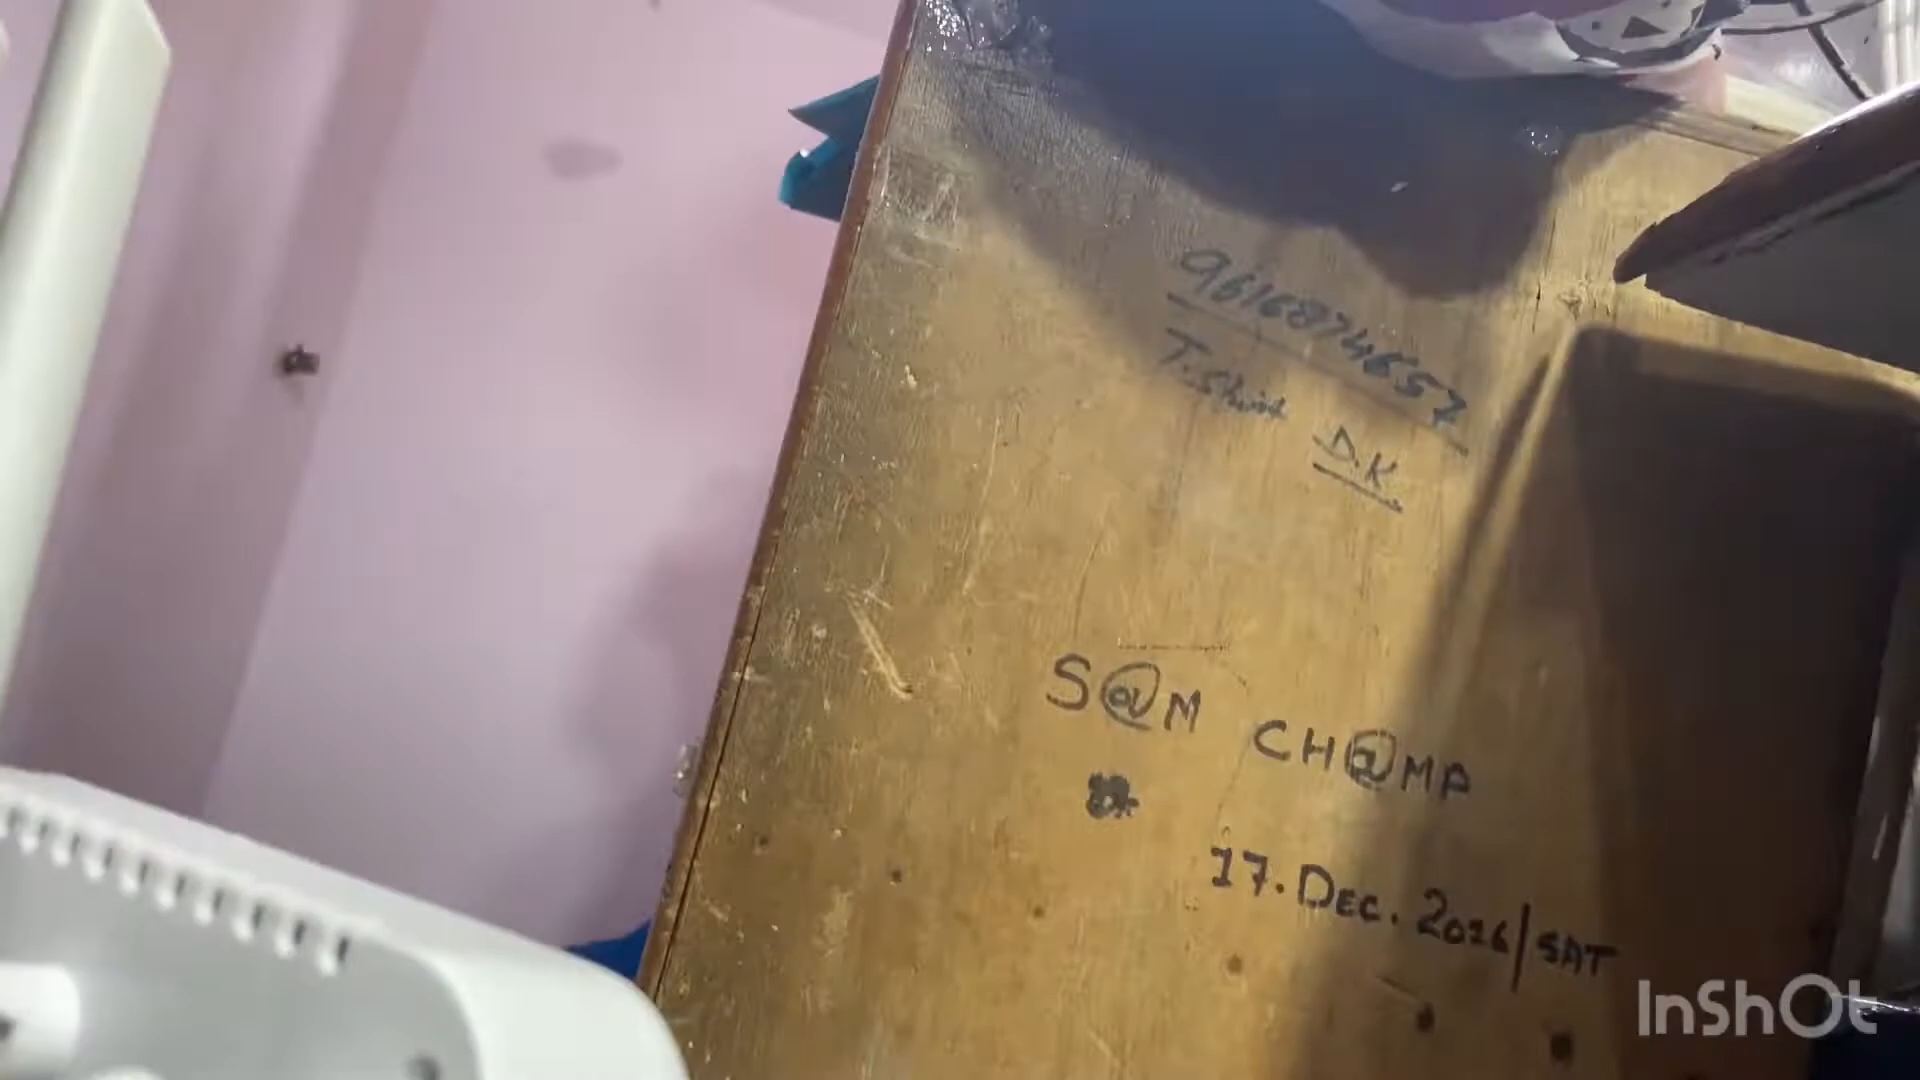 9616874657
T.Shirt
D.K.
S@M CH@MP
17.DEC.2016/SAT
InShOt